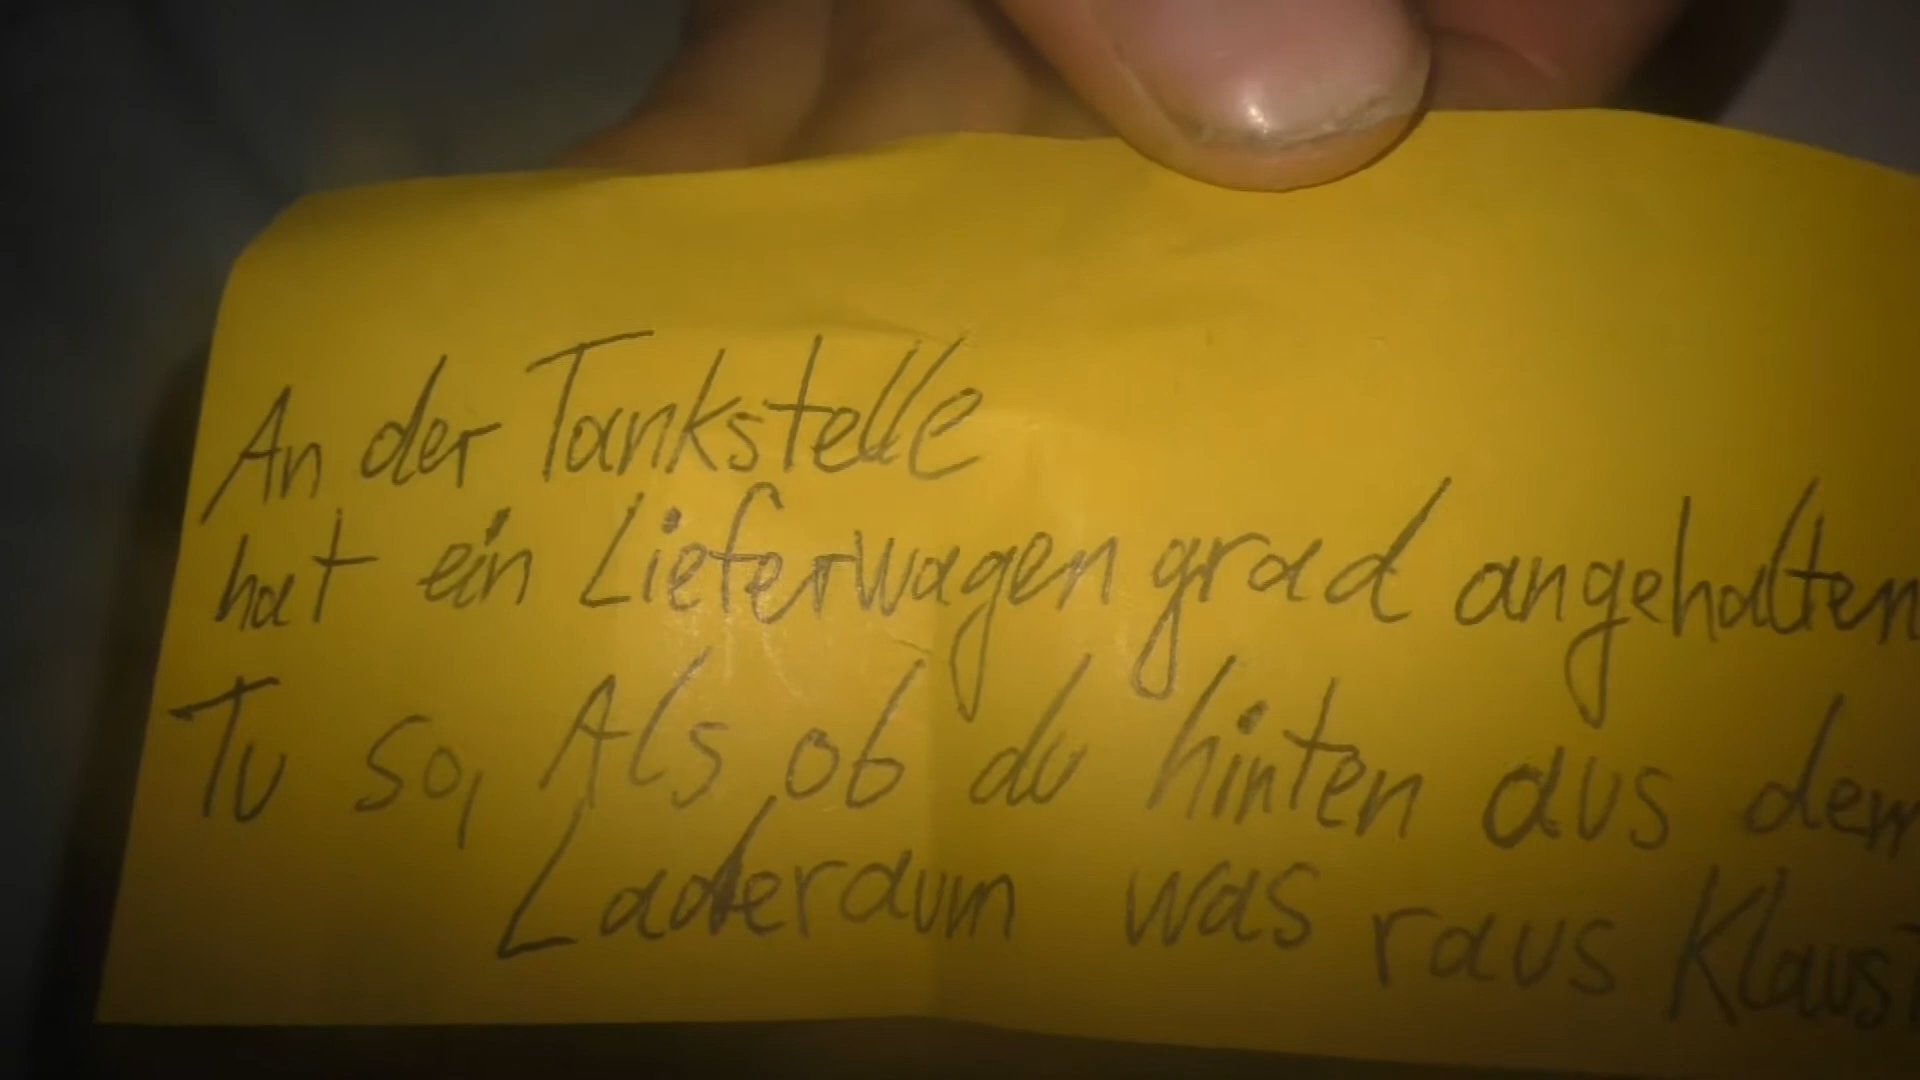 An der Tankstelle
hat ein Lieferwagen grad angehalten
Tu so, Als ob du hinten aus dem
Laderaum was raus Klaust